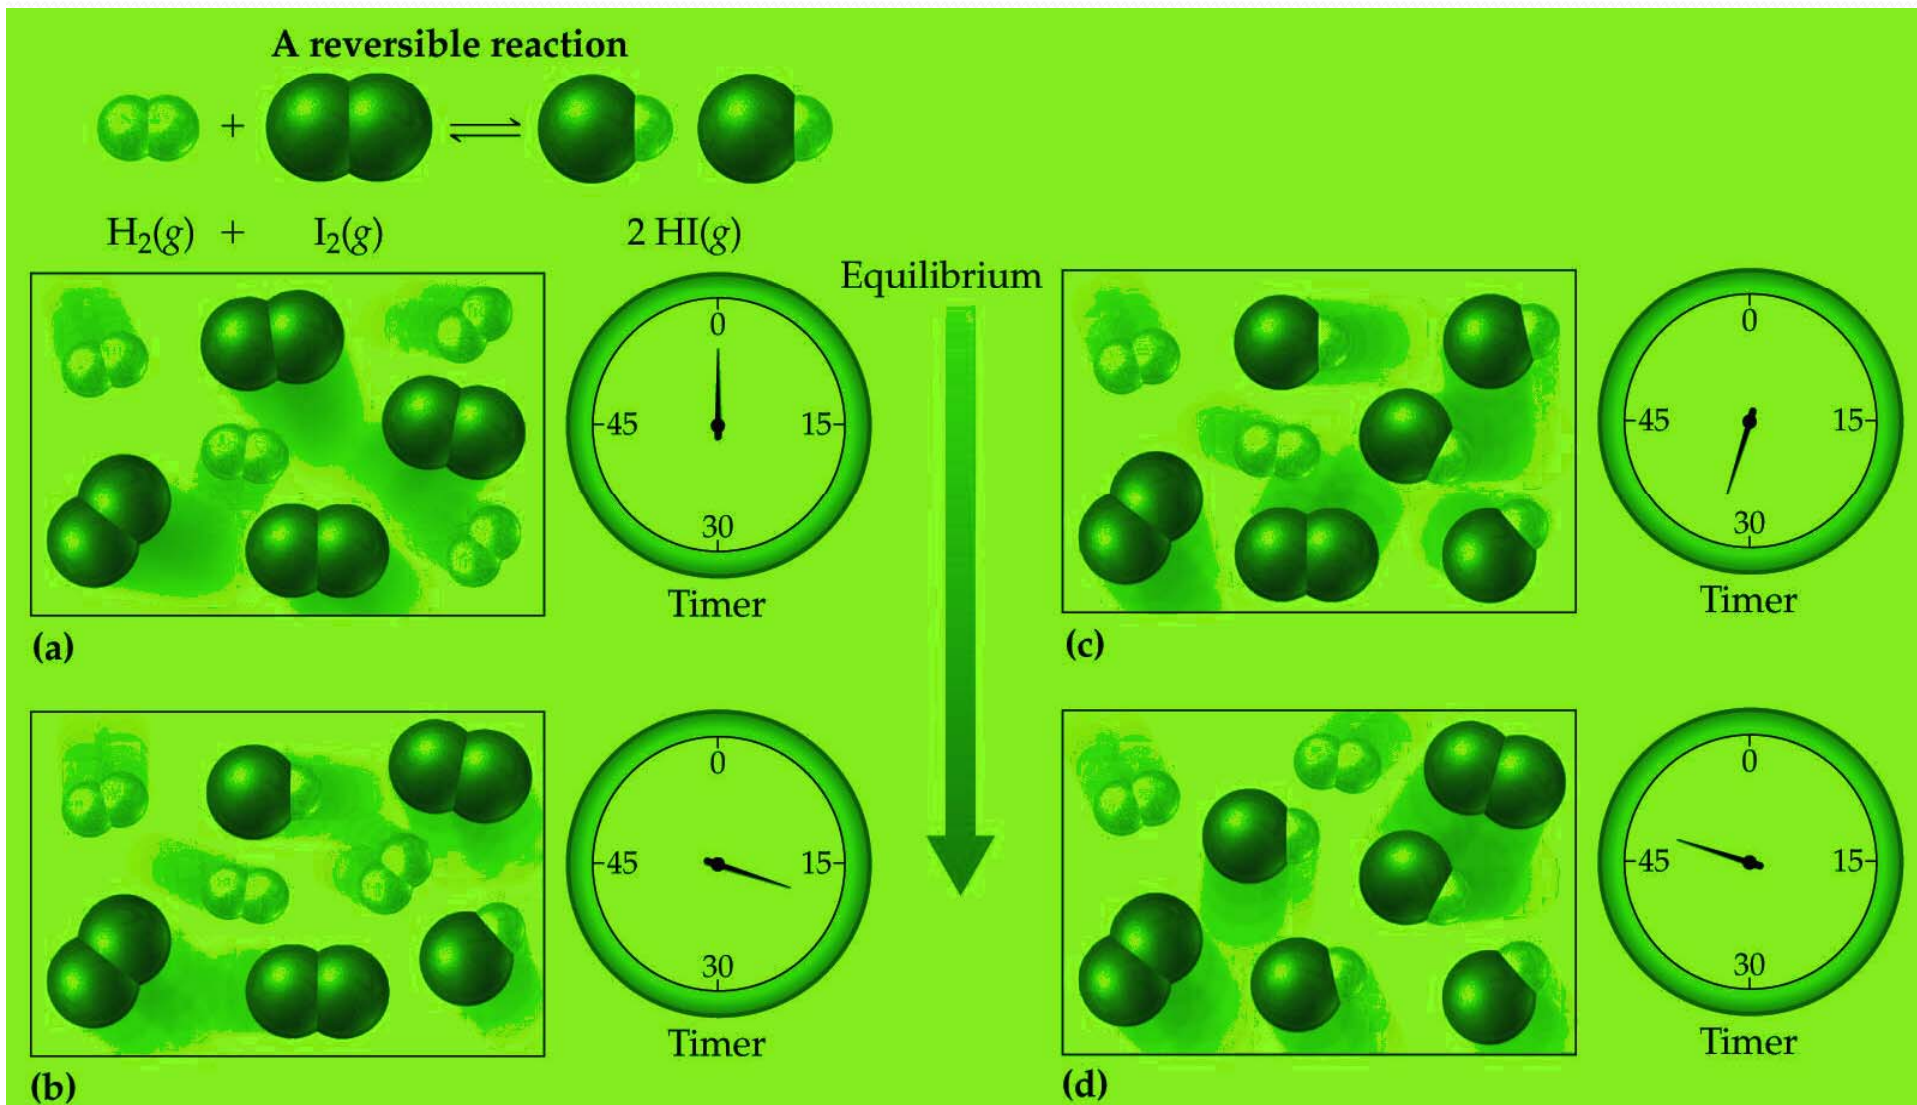 A reversible reaction
+
H₂(g) + I₂(g) 2 HI(g)
0
15
30
45
Timer
(a)
Equilibrium
0
15
30
45
Timer
(b)
0
15
30
45
Timer
(c)
0
15
30
45
Timer
(d)